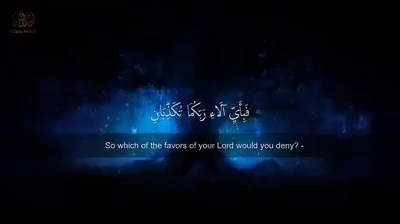 فَبِأَيِّ آلَاءِ رَبِّكُمَا تُكَذِّبَانِ
So which of the favors of your Lord would you deny? -